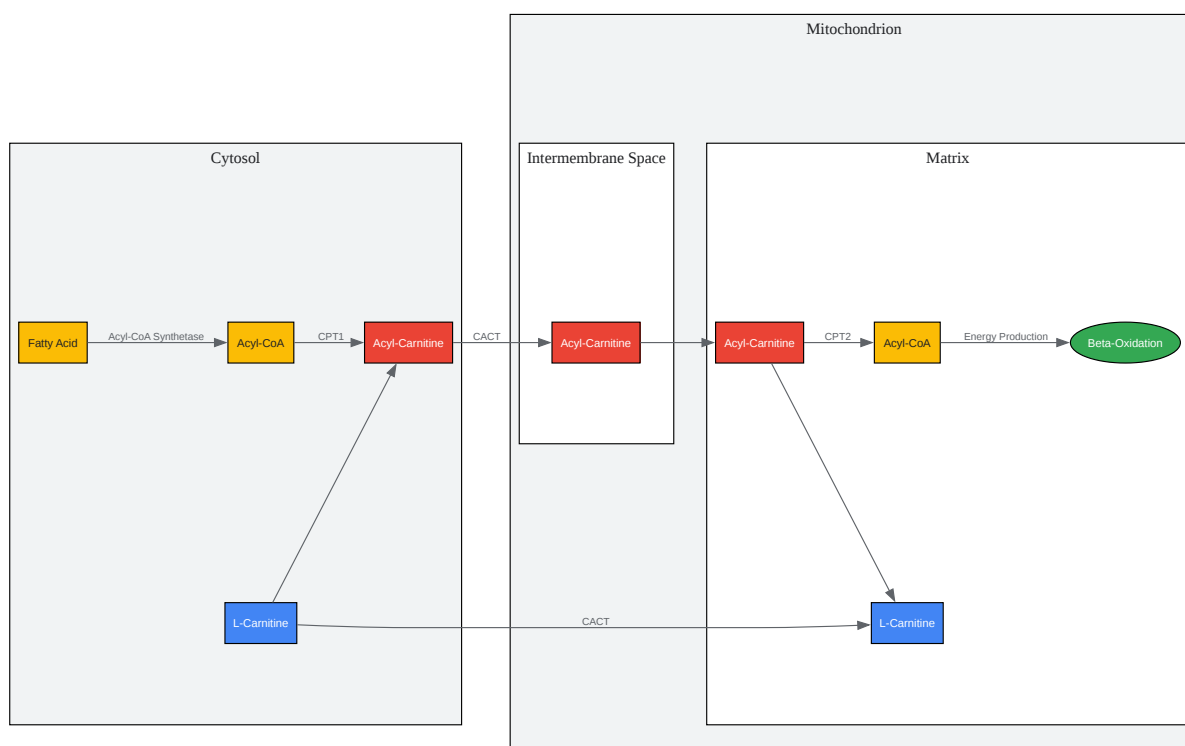 Mitochondrion
Cytosol
Intermembrane Space
Matrix
Fatty Acid
Acyl-CoA Synthetase
Acyl-CoA
CPT1
Acyl-Carnitine
CACT
Acyl-Carnitine
Acyl-Carnitine
CPT2
Acyl-CoA
Energy Production
Beta-Oxidation
L-Carnitine
CACT
L-Carnitine